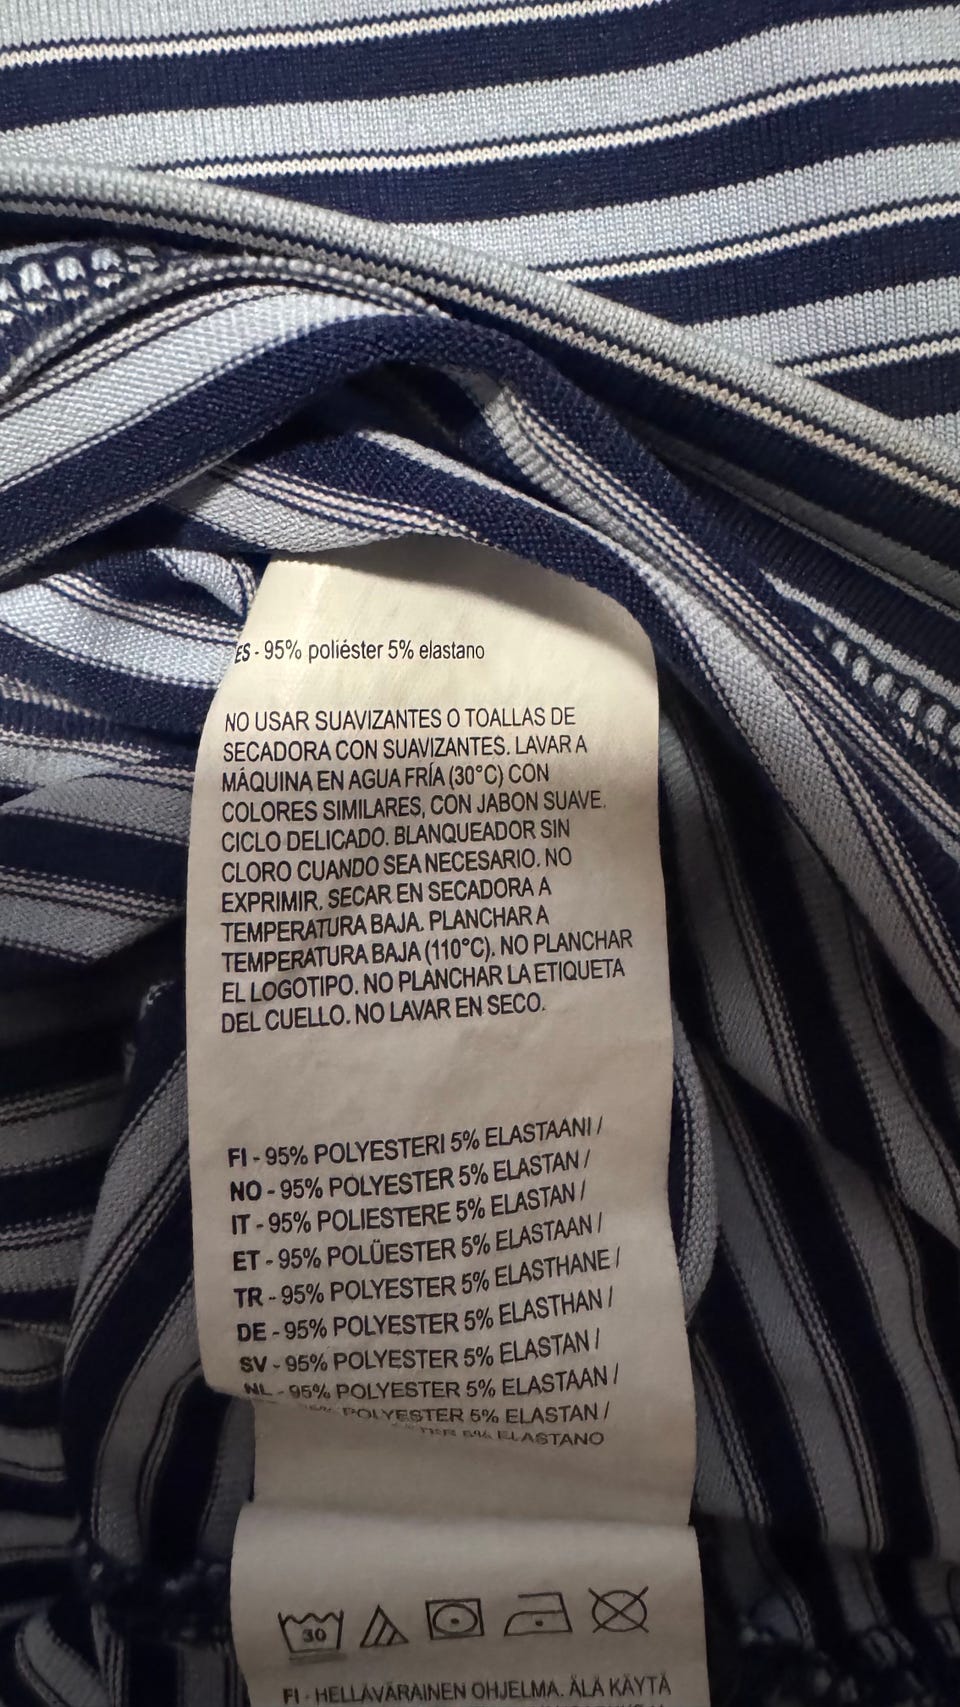 ES - 95% poliéster 5% elastano
NO USAR SUAVIZANTES O TOALLAS DE
SECADORA CON SUAVIZANTES. LAVAR A
MÁQUINA EN AGUA FRÍA (30°C) CON
COLORES SIMILARES, CON JABON SUAVE.
CICLO DELICADO. BLANQUEADOR SIN
CLORO CUANDO SEA NECESARIO. NO
EXPRIMIR. SECAR EN SECADORA A
TEMPERATURA BAJA. PLANCHAR A
TEMPERATURA BAJA (110°C). NO PLANCHAR
EL LOGOTIPO. NO PLANCHAR LA ETIQUETA
DEL CUELLO. NO LAVAR EN SECO.
FI - 95% POLYESTERI 5% ELASTAANI /
NO - 95% POLYESTER 5% ELASTAN /
IT - 95% POLIESTERE 5% ELASTAN /
ET - 95% POLÜESTER 5% ELASTAAN /
TR - 95% POLYESTER 5% ELASTHANE /
DE - 95% POLYESTER 5% ELASTHAN /
SV - 95% POLYESTER 5% ELASTAN /
NL - 95% POLYESTER 5% ELASTAAN /
95% POLYESTER 5% ELASTAN /
5% ELASTANO
30
FI - HELLÄVÄRAINEN OHJELMA. ÄLÄ KÄYTÄ